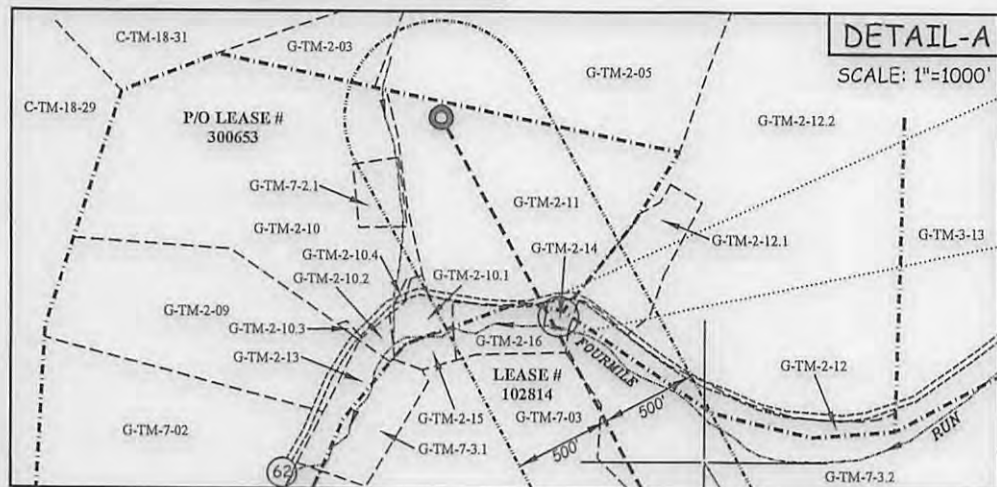 DETAIL-A
SCALE: 1"=1000'
C-TM-18-31
G-TM-2-03
G-TM-2-05
C-TM-18-29
P/O LEASE #
300653
G-TM-2-12.2
G-TM-7-2.1
G-TM-2-11
G-TM-2-10
G-TM-2-14
G-TM-2-12.1
G-TM-3-13
G-TM-2-10.4
G-TM-2-10.2
G-TM-2-10.1
G-TM-2-09
G-TM-2-10.3
G-TM-2-16
G-TM-2-13
LEASE #
102814
FOURMILE
G-TM-2-12
500'
G-TM-7-02
G-TM-2-15
G-TM-7-03
RUN
G-TM-7-3.1
500'
62
G-TM-7-3.2